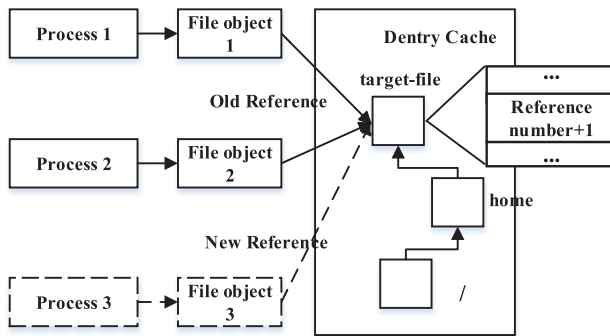 Process 1
File object
1
Dentry Cache
target-file
...
Reference
number+1
...
Old Reference
Process 2
File object
2
home
New Reference
Process 3
File object
3
/